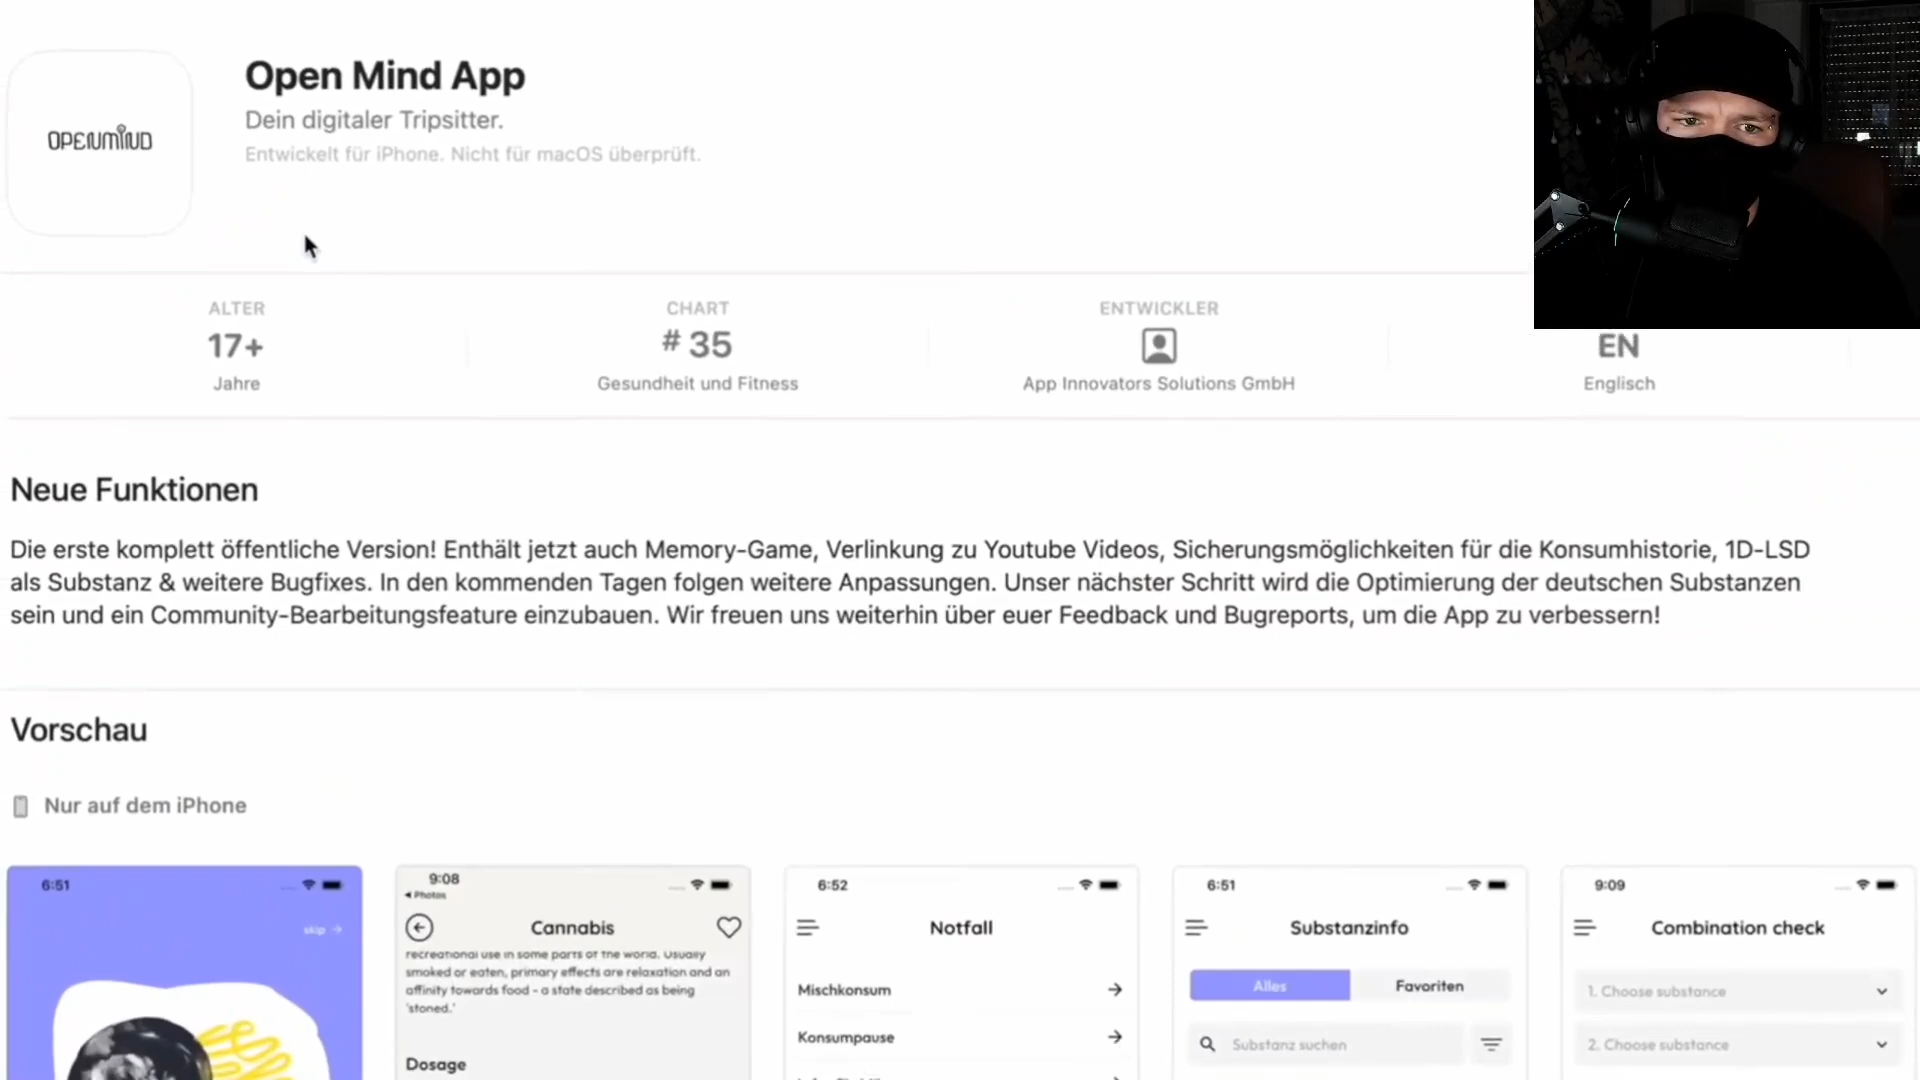 OPENMIND
Open Mind App
Dein digitaler Tripsitter.
Entwickelt für iPhone. Nicht für macOS überprüft.
ALTER
17+
Jahre
CHART
# 35
Gesundheit und Fitness
ENTWICKLER
App Innovators Solutions GmbH
EN
Englisch
Neue Funktionen
Die erste komplett öffentliche Version! Enthält jetzt auch Memory-Game, Verlinkung zu Youtube Videos, Sicherungsmöglichkeiten für die Konsumhistorie, 1D-LSD
als Substanz & weitere Bugfixes. In den kommenden Tagen folgen weitere Anpassungen. Unser nächster Schritt wird die Optimierung der deutschen Substanzen
sein und ein Community-Bearbeitungsfeature einzubauen. Wir freuen uns weiterhin über euer Feedback und Bugreports, um die App zu verbessern!
Vorschau
Nur auf dem iPhone
6:51
skip →
9:08
Photos
Cannabis
recreational use in some parts of the world. Usually
smoked or eaten, primary effects are relaxation and an
affinity towards food - a state described as being
'stoned.'
Dosage
6:52
Notfall
Mischkonsum
Konsumpause
6:51
Substanzinfo
Alles
Favoriten
Substanz suchen
9:09
Combination check
1. Choose substance
2. Choose substance